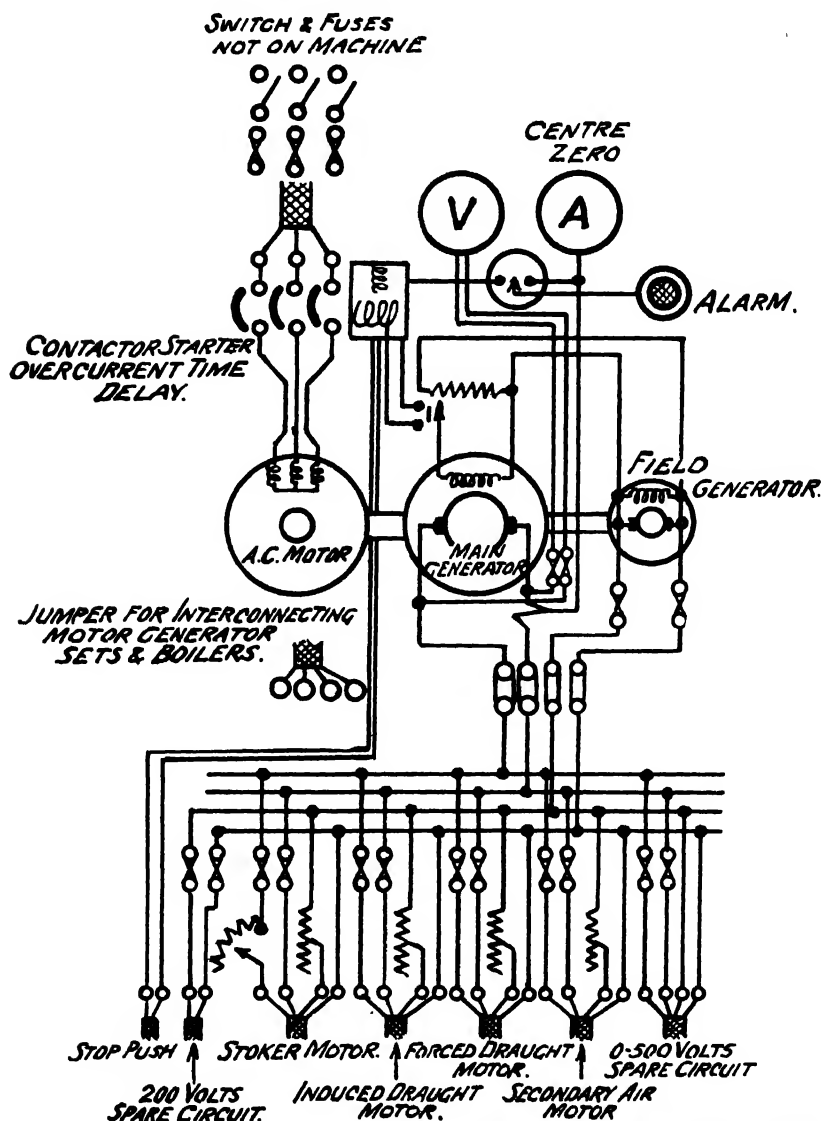 SWITCH & FUSES
NOT ON MACHINE
CENTRE
ZERO
V
A
ALARM.
CONTACTOR STARTER
OVERCURRENT TIME
DELAY.
FIELD
GENERATOR.
A.C. MOTOR
MAIN
GENERATOR
JUMPER FOR INTERCONNECTING
MOTOR GENERATOR
SETS & BOILERS.
STOP PUSH
200 VOLTS
SPARE CIRCUIT.
STOKER MOTOR.
INDUCED DRAUGHT
MOTOR.
FORCED DRAUGHT
MOTOR.
SECONDARY AIR
MOTOR
0-500 VOLTS
SPARE CIRCUIT